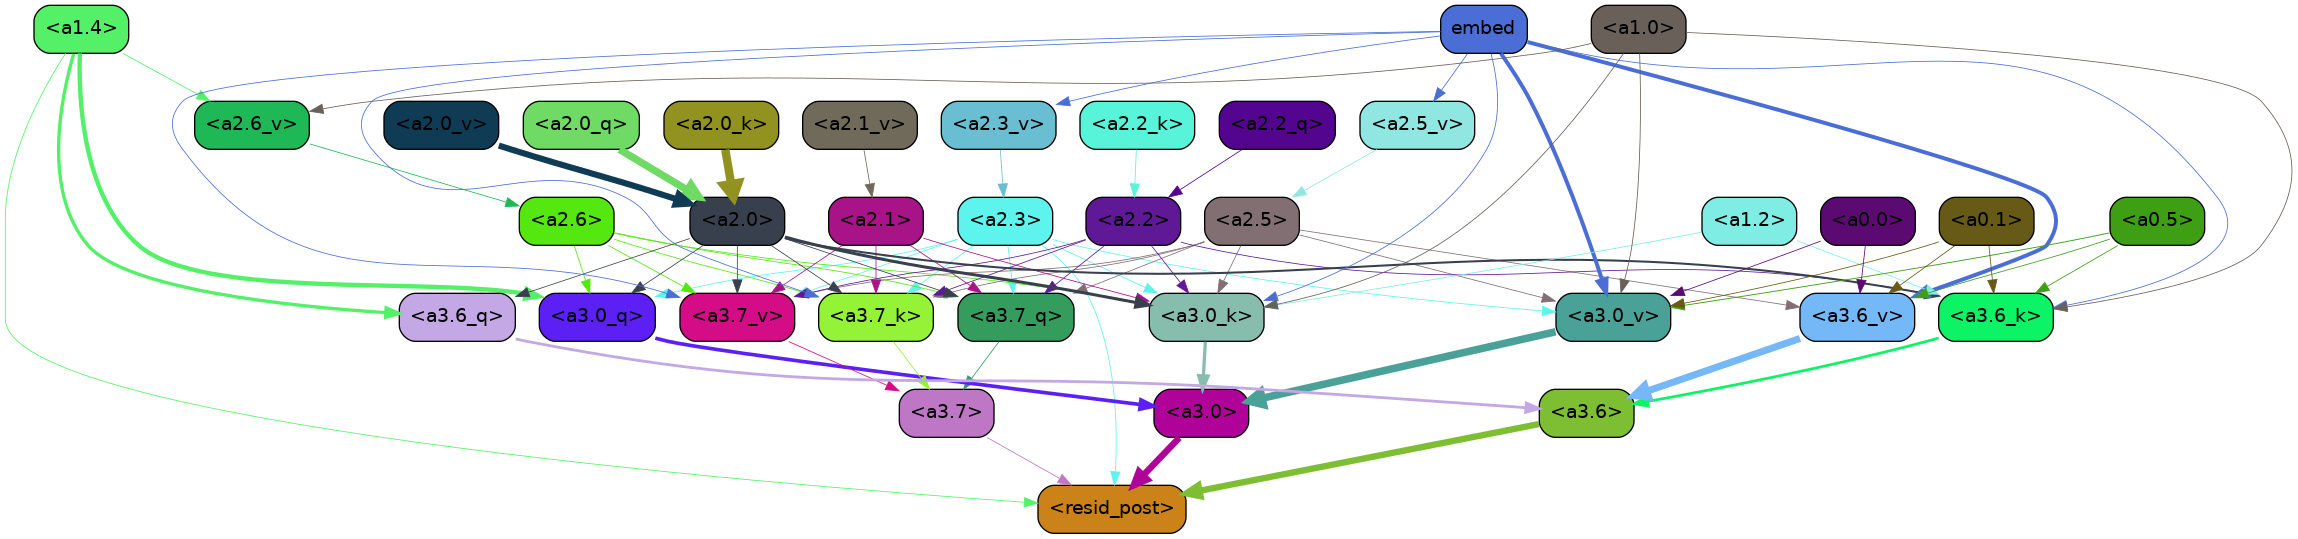 <a1.4>
embed
<a1.0>
<a2.6_v>
<a2.0_v>
<a2.0_q>
<a2.0_k>
<a2.1_v>
<a2.3_v>
<a2.2_k>
<a2.2_q>
<a2.5_v>
<a2.6>
<a2.0>
<a2.1>
<a2.3>
<a2.2>
<a2.5>
<a1.2>
<a0.0>
<a0.1>
<a0.5>
<a3.6_q>
<a3.0_q>
<a3.7_v>
<a3.7_k>
<a3.7_q>
<a3.0_k>
<a3.0_v>
<a3.6_v>
<a3.6_k>
<a3.7>
<a3.0>
<a3.6>
<resid_post>